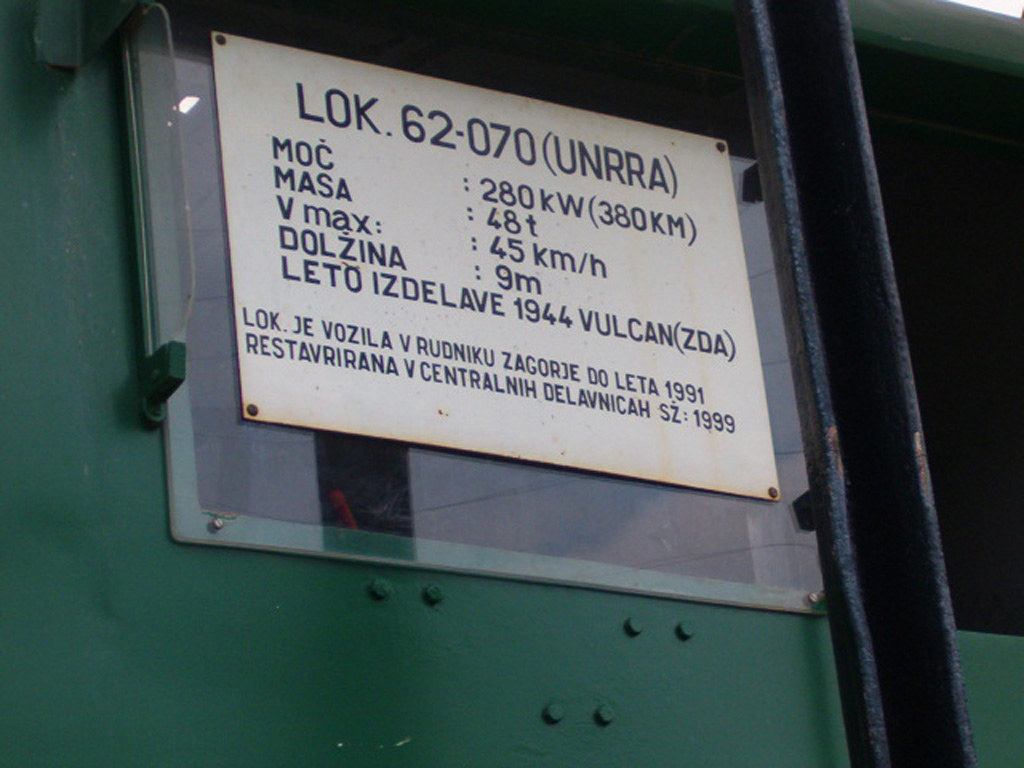 LOK. 62-070 (UNRRA)
MOČ : 280 kW (380 KM)
MASA : 48 t
V max: : 45 km/h
DOLŽINA : 9m
LETO IZDELAVE 1944 VULCAN (ZDA)
LOK. JE VOZILA V RUDNIKU ZAGORJE DO LETA 1991
RESTAVRIRANA V CENTRALNIH DELAVNICAH SŽ: 1999